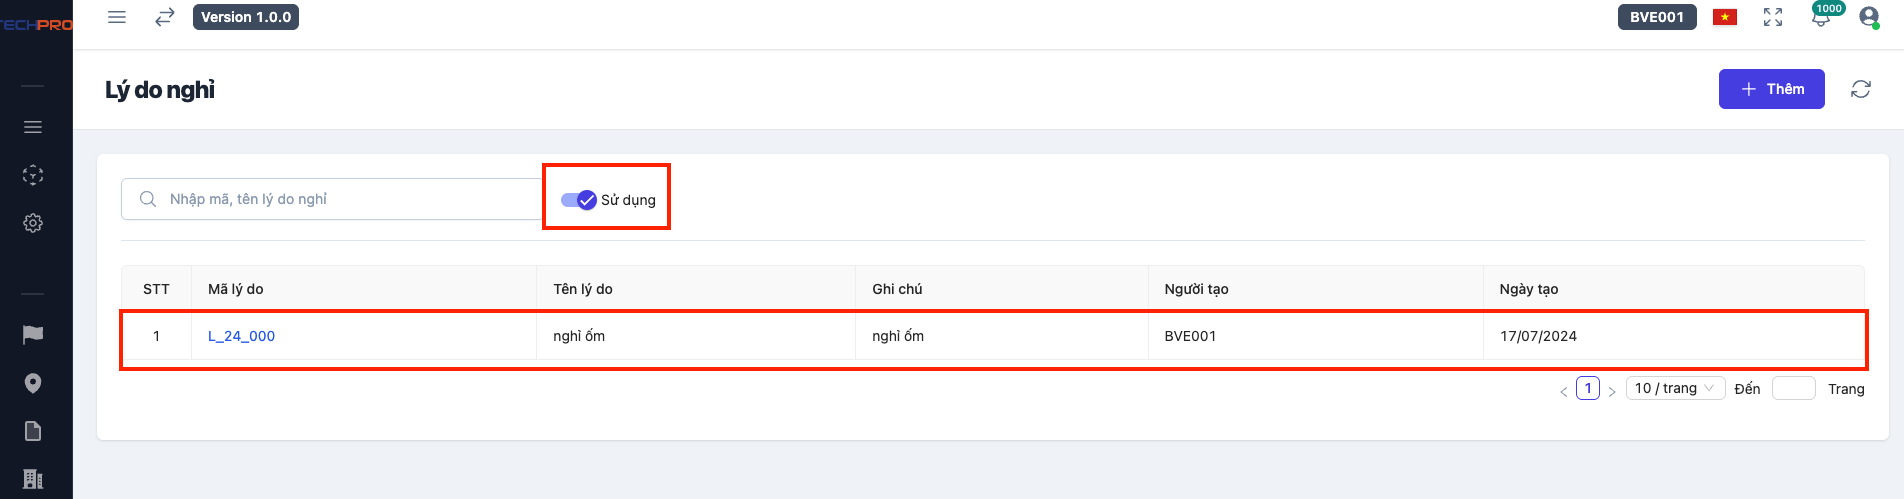 TECHPRO
Version 1.0.0
BVE001
1000
Lý do nghỉ
Thêm
Nhập mã, tên lý do nghỉ
Sử dụng
STT Mã lý do Tên lý do Ghi chú Người tạo Ngày tạo
1 L_24_000 nghỉ ốm nghỉ ốm BVE001 17/07/2024
< 1 > 10 / trang Đến Trang